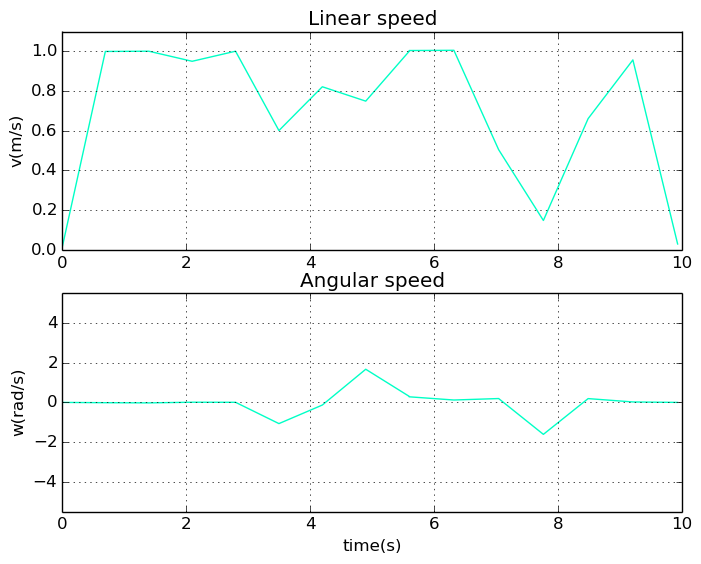 Linear speed
v(m/s)
1.0
0.8
0.6
0.4
0.2
0.0
0 2 4 6 8 10
Angular speed
w(rad/s)
4
2
0
−2
−4
0 2 4 6 8 10
time(s)